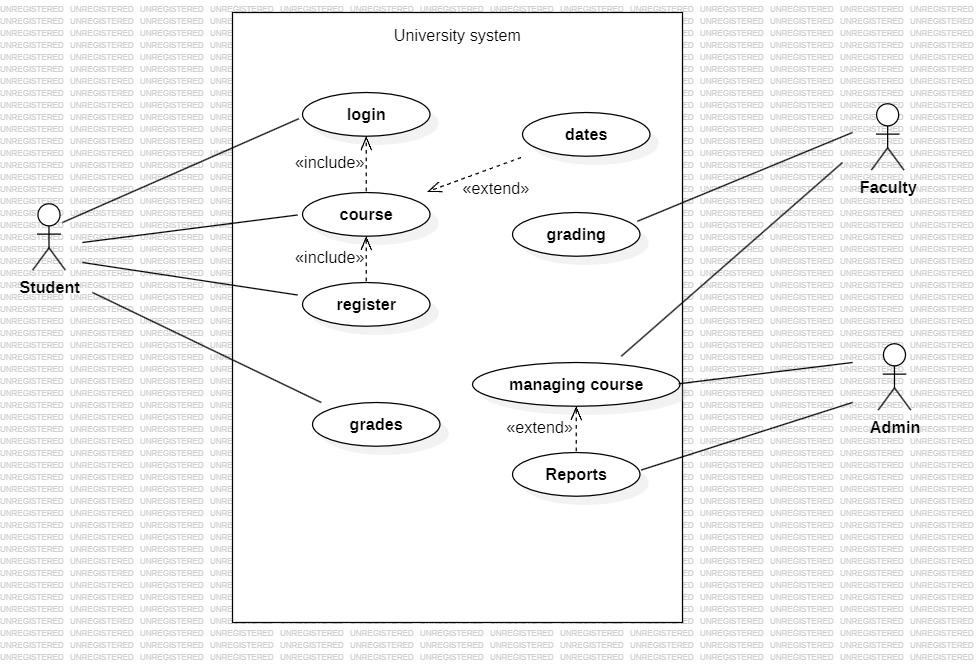 University system
login
dates
«include»
«extend»
Faculty
course
grading
«include»
Student
register
managing course
grades
«extend»
Admin
Reports
UNREGISTERED